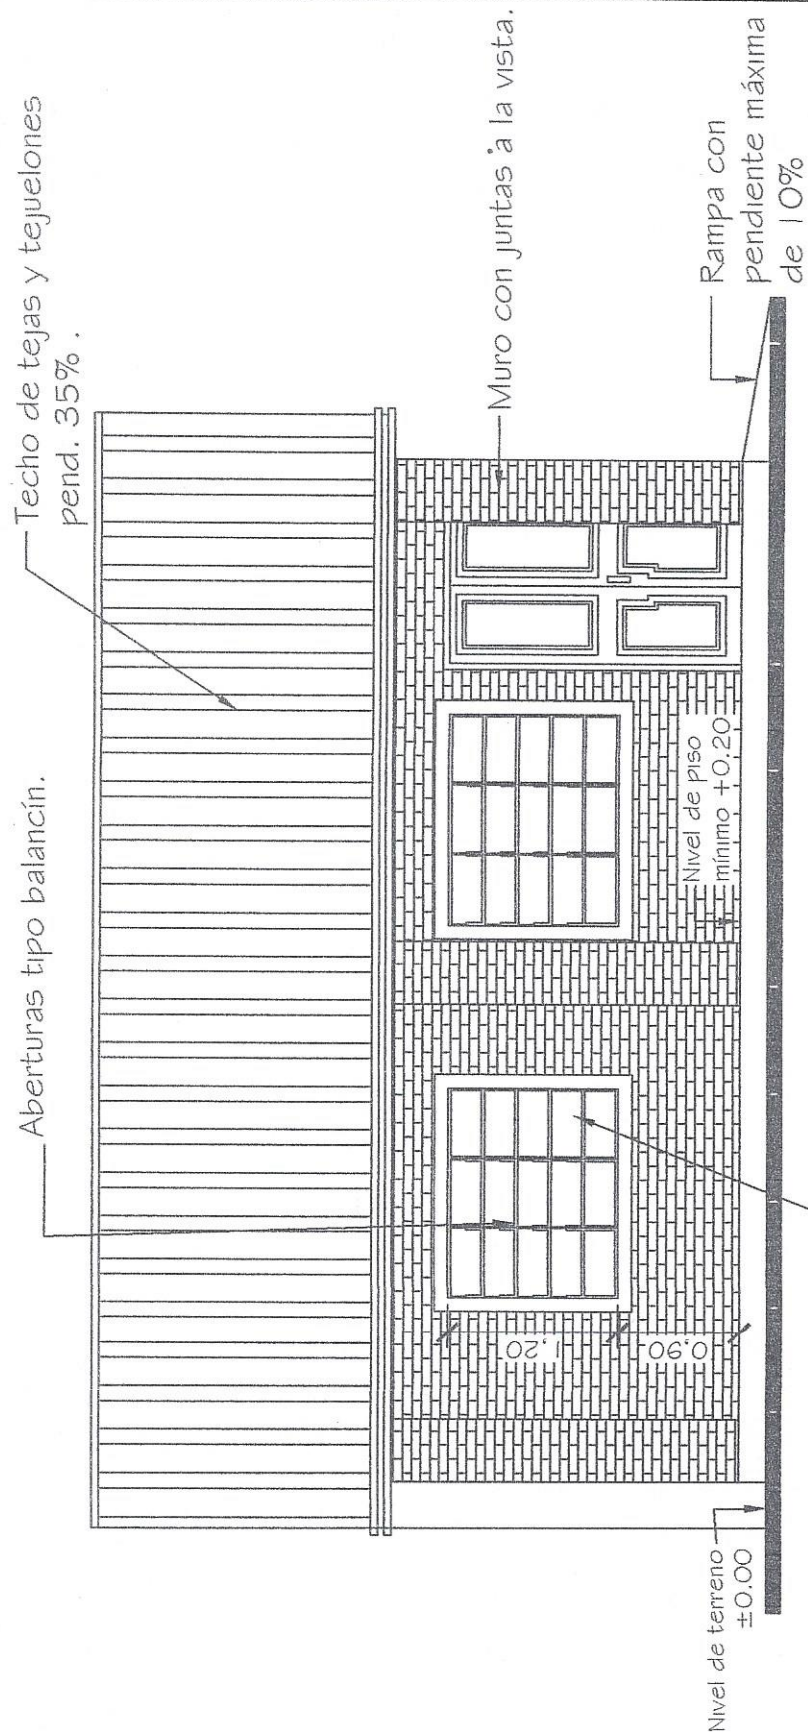 Techo de tejas y tejuelones
pend. 35%.
Aberturas tipo balancín.
Muro con juntas a la vista.
Rampa con
pendiente máxima
de 10%
Nivel de piso
mínimo +0.20
1,20
0,90
Nivel de terreno
±0.00